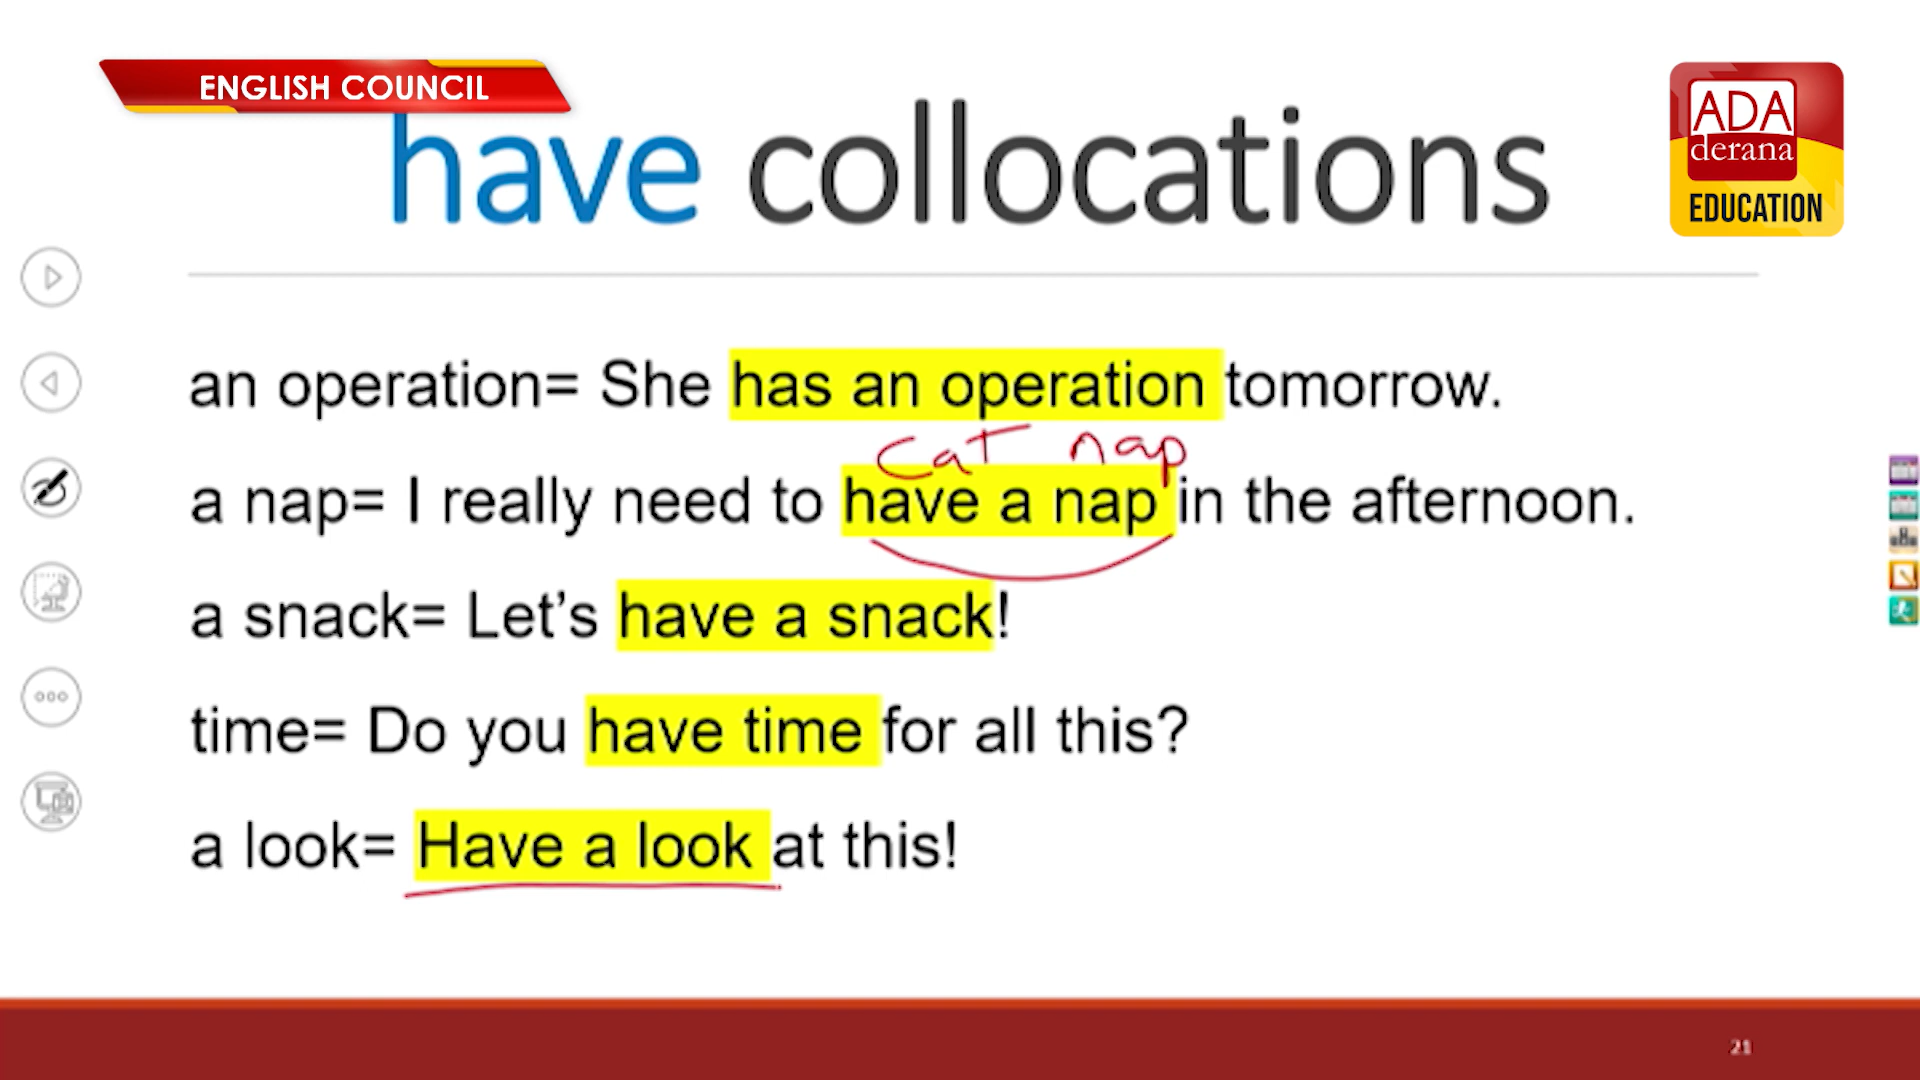 ENGLISH COUNCIL
ADA
derana
EDUCATION
have collocations
an operation= She has an operation tomorrow.
cat nap
a nap= I really need to have a nap in the afternoon.
a snack= Let’s have a snack!
time= Do you have time for all this?
a look= Have a look at this!
21